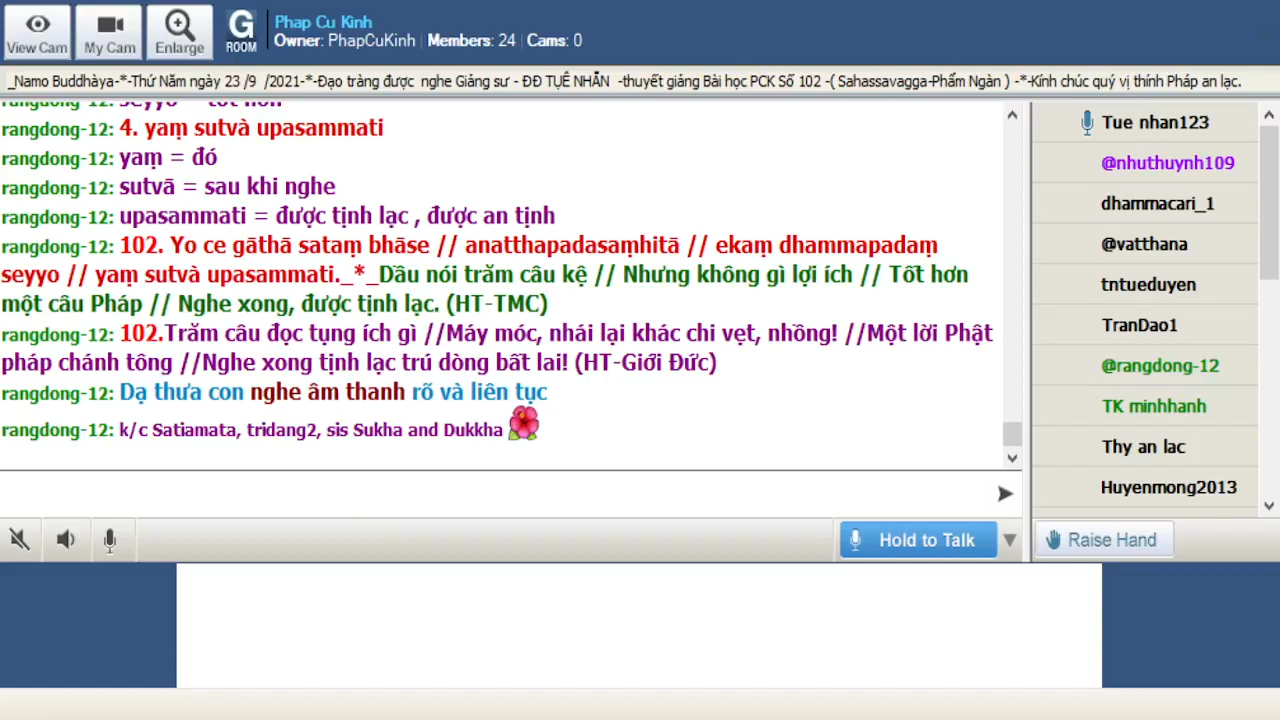 View Cam
My Cam
Enlarge
G
ROOM
Phap Cu Kinh
Owner: PhapCuKinh | Members: 24 | Cams: 0
_Namo Buddhàya-*-Thứ Năm ngày 23 /9 /2021-*-Đạo tràng được nghe Giảng sư - ĐĐ TUỆ NHẪN -thuyết giảng Bài học PCK Số 102 -( Sahassavagga-Phẩm Ngàn ) -*-Kính chúc quý vị thính Pháp an lạc.
rangdong-12: seyyo = tốt hơn
rangdong-12: 4. yaṃ sutvà upasammati
rangdong-12: yaṃ = đó
rangdong-12: sutvā = sau khi nghe
rangdong-12: upasammati = được tịnh lạc , được an tịnh
rangdong-12: 102. Yo ce gāthā sataṃ bhāse // anatthapadasaṃhitā // ekaṃ dhammapadaṃ
seyyo // yaṃ sutvà upasammati._*_Dầu nói trăm câu kệ // Nhưng không gì lợi ích // Tốt hơn
một câu Pháp // Nghe xong, được tịnh lạc. (HT-TMC)
rangdong-12: 102.Trăm câu đọc tụng ích gì //Máy móc, nhái lại khác chi vẹt, nhồng! //Một lời Phật
pháp chánh tông //Nghe xong tịnh lạc trú dòng bất lai! (HT-Giới Đức)
rangdong-12: Dạ thưa con nghe âm thanh rõ và liên tục
rangdong-12: k/c Satiamata, tridang2, sis Sukha and Dukkha
Tue nhan123
@nhuthuynh109
dhammacari_1
@vatthana
tntueduyen
TranDao1
@rangdong-12
TK minhhanh
Thy an lac
Huyenmong2013
Hold to Talk
Raise Hand